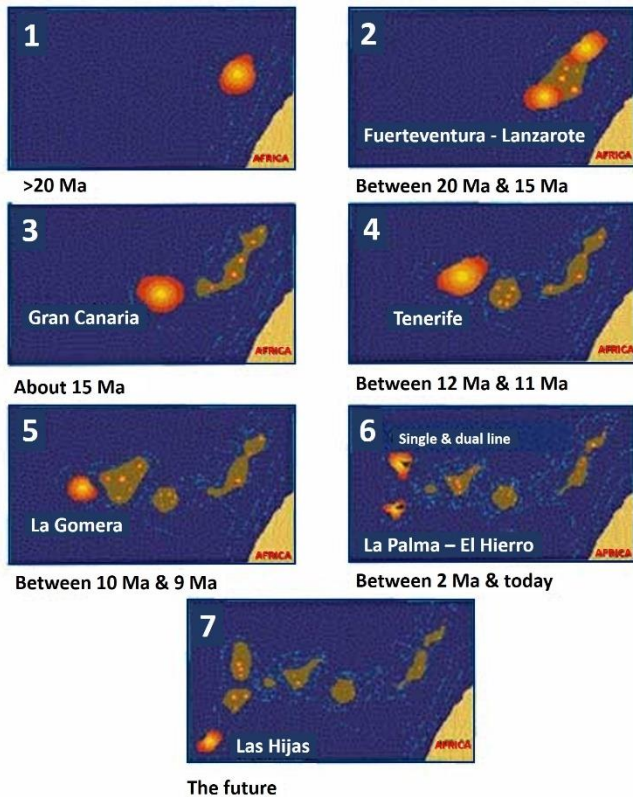 1
AFRICA
>20 Ma
2
Fuerteventura - Lanzarote
AFRICA
Between 20 Ma & 15 Ma
3
Gran Canaria
AFRICA
About 15 Ma
4
Tenerife
AFRICA
Between 12 Ma & 11 Ma
5
La Gomera
AFRICA
Between 10 Ma & 9 Ma
6
Single & dual line
La Palma – El Hierro
AFRICA
Between 2 Ma & today
7
Las Hijas
AFRICA
The future